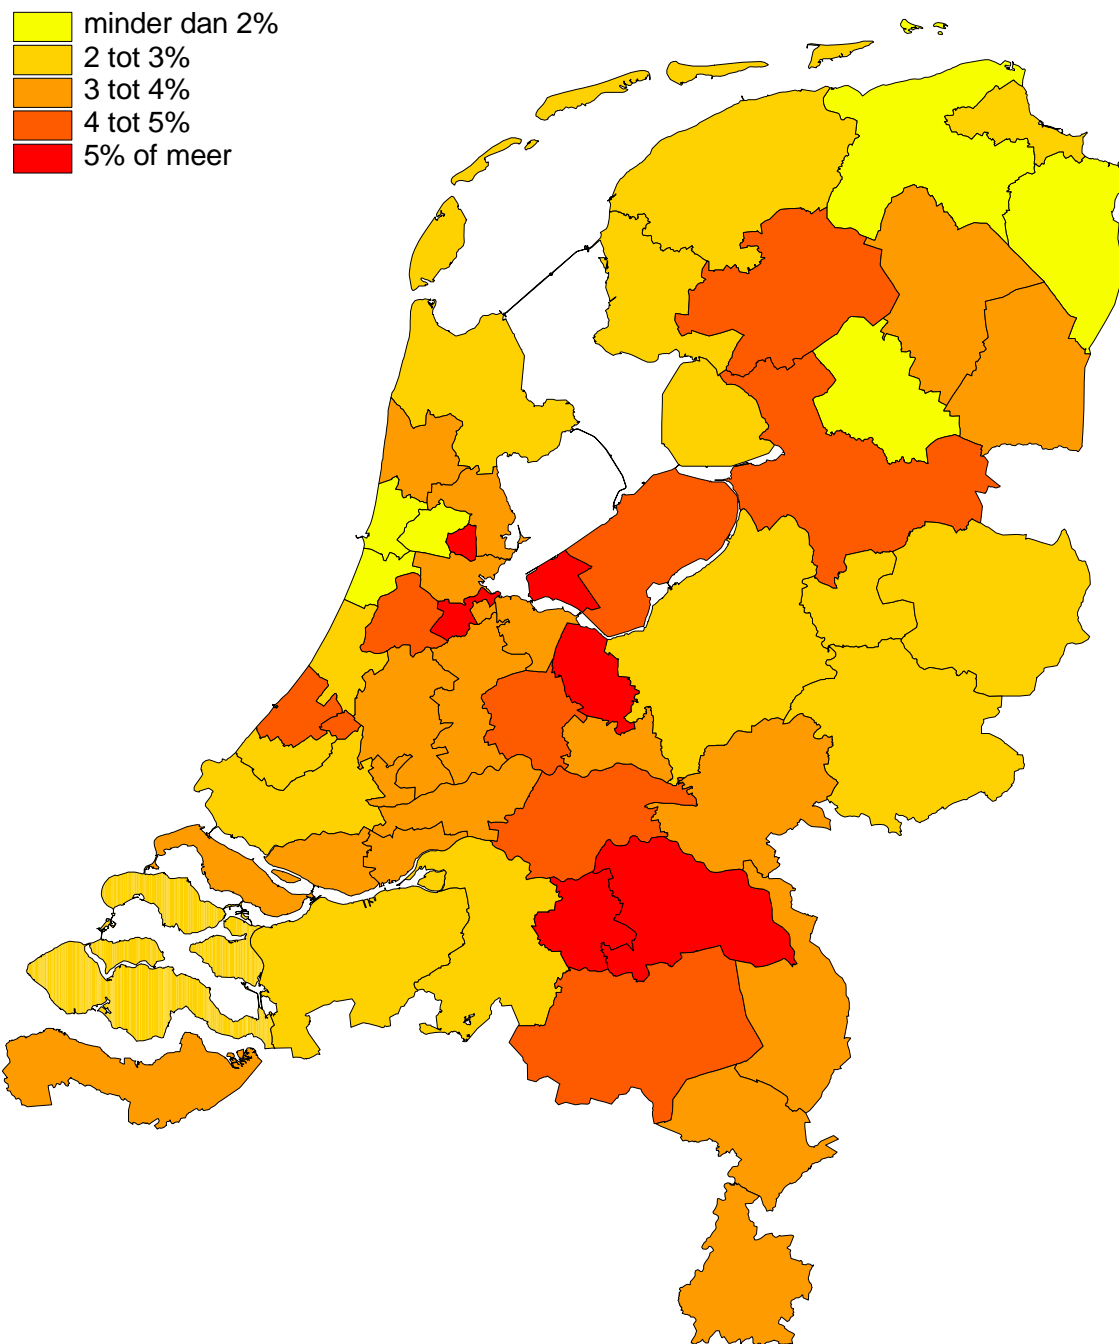 minder dan 2%
2 tot 3%
3 tot 4%
4 tot 5%
5% of meer